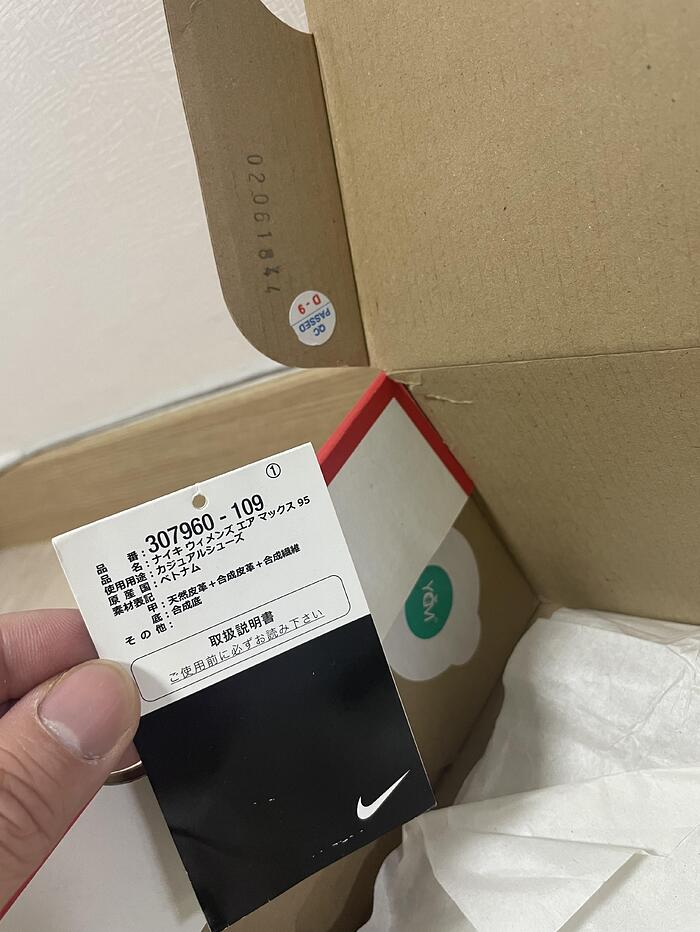 02061844
QC
PASSED
D-9
①
品番:307960-109
品名:ナイキ ウィメンズ エア マックス 95
使用用途:カジュアルシューズ
原産国:ベトナム
素材表記
甲:天然皮革+合成皮革+合成繊維
底:合成底
その他:
取扱説明書
ご使用前に必ずお読み下さい